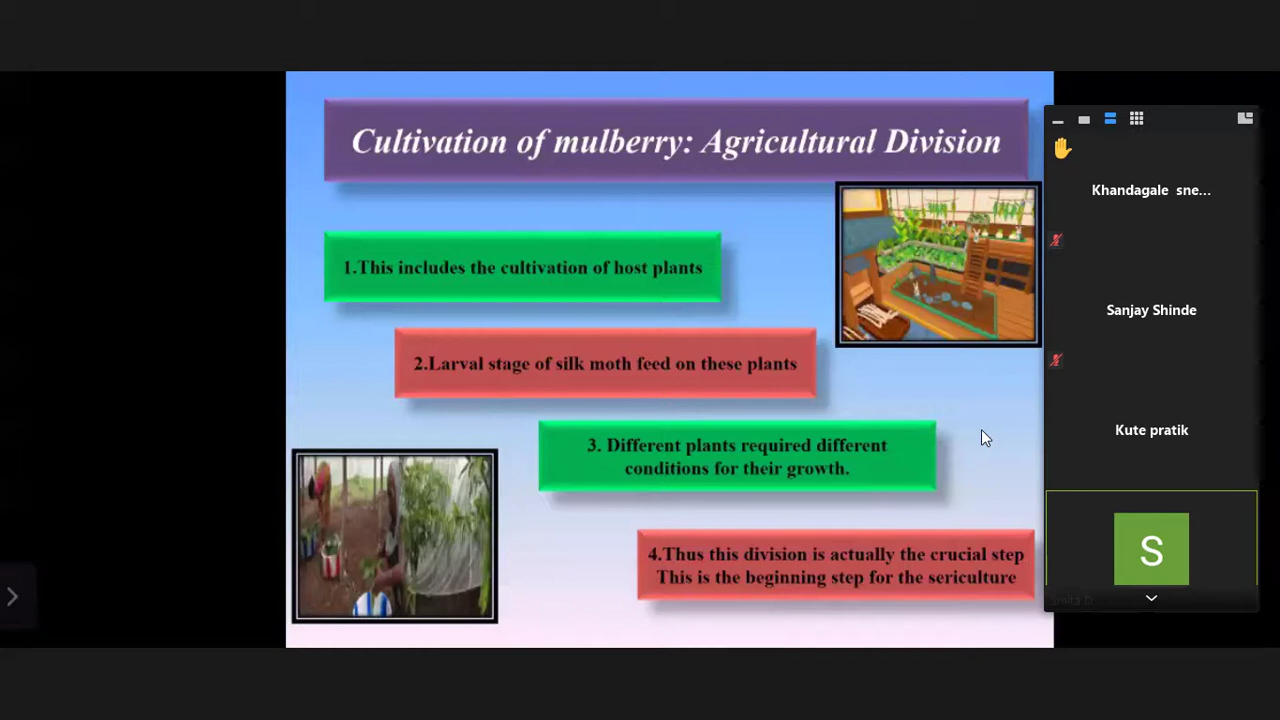 Cultivation of mulberry: Agricultural Division
1.This includes the cultivation of host plants
2.Larval stage of silk moth feed on these plants
3. Different plants required different
conditions for their growth.
4.Thus this division is actually the crucial step
This is the beginning step for the sericulture
Khandagale sne...
Sanjay Shinde
Kute pratik
S